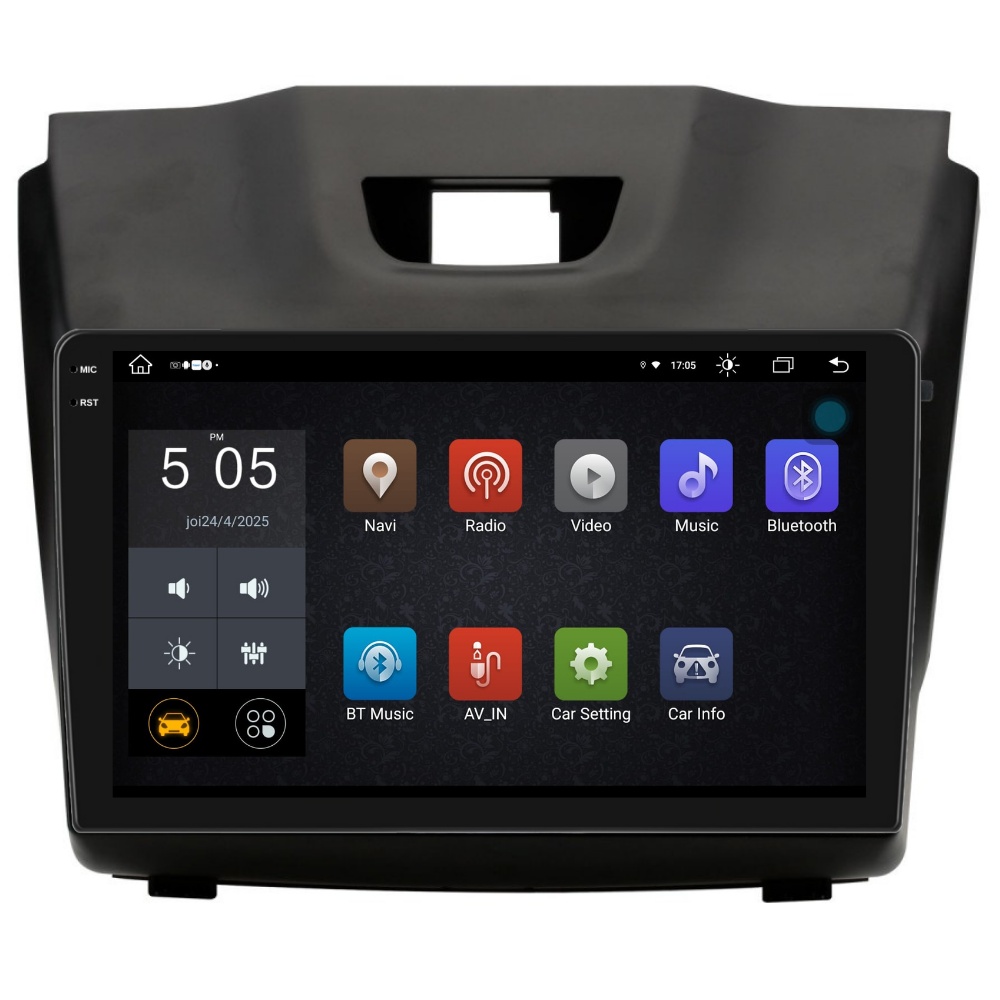 MIC
RST
17:05
PM
5 05
joi24/4/2025
Navi
Radio
Video
Music
Bluetooth
BT Music
AV_IN
Car Setting
Car Info